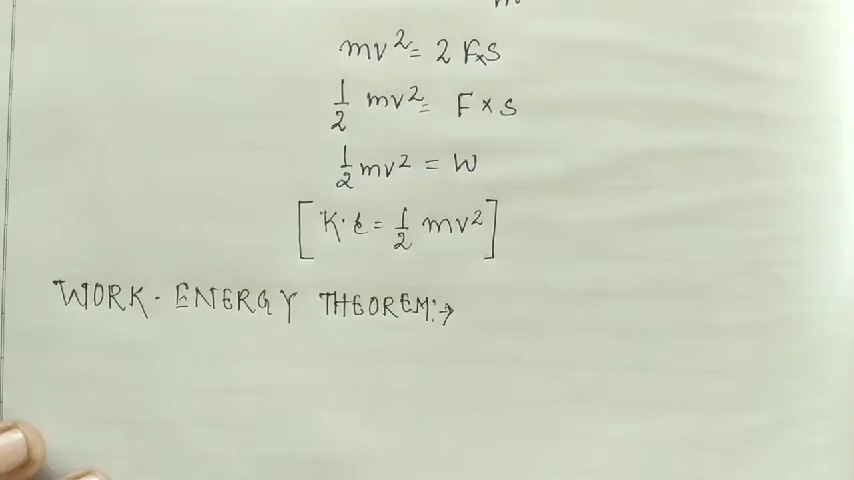 m
mv²= 2 F×S
1/2 mv²= F × S
1/2 mv² = W
[K·E = 1/2 mv²]
WORK-ENERGY THEOREM:→